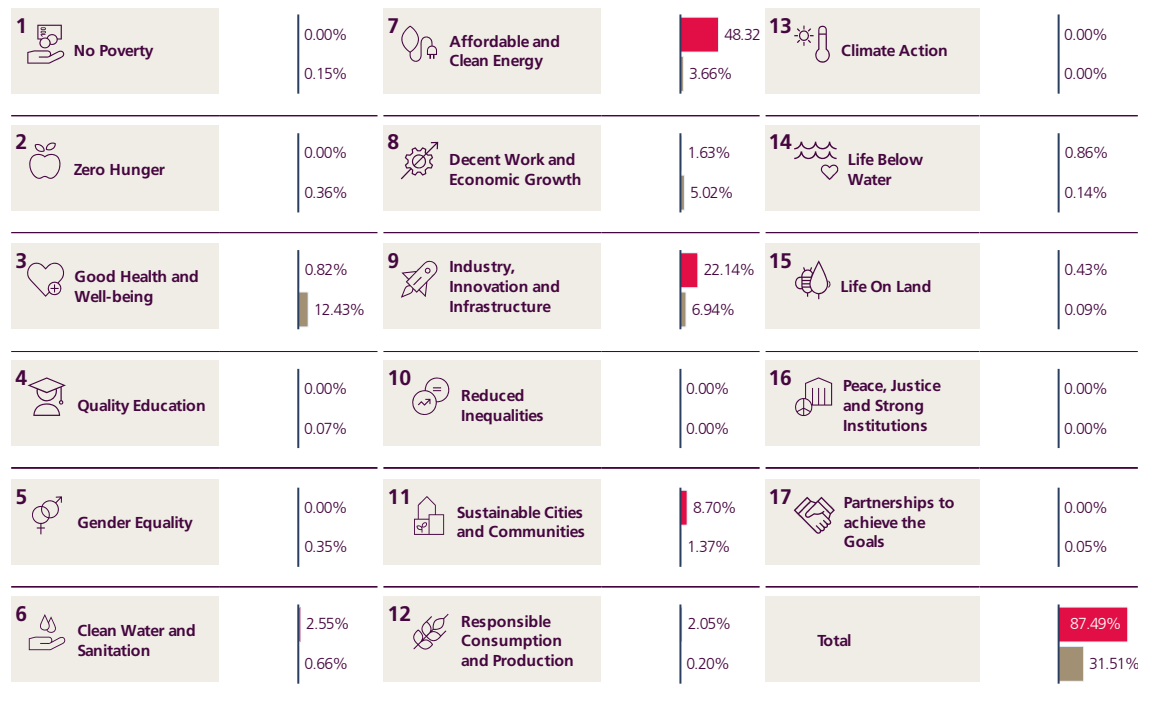 1
No Poverty
0.00%
0.15%
2
Zero Hunger
0.00%
0.36%
3
Good Health and
Well-being
0.82%
12.43%
4
Quality Education
0.00%
0.07%
5
Gender Equality
0.00%
0.35%
6
Clean Water and
Sanitation
2.55%
0.66%
7
Affordable and
Clean Energy
48.32
3.66%
8
Decent Work and
Economic Growth
1.63%
5.02%
9
Industry,
Innovation and
Infrastructure
22.14%
6.94%
10
Reduced
Inequalities
0.00%
0.00%
11
Sustainable Cities
and Communities
8.70%
1.37%
12
Responsible
Consumption
and Production
2.05%
0.20%
13
Climate Action
0.00%
0.00%
14
Life Below
Water
0.86%
0.14%
15
Life On Land
0.43%
0.09%
16
Peace, Justice
and Strong
Institutions
0.00%
0.00%
17
Partnerships to
achieve the
Goals
0.00%
0.05%
Total
87.49%
31.51%